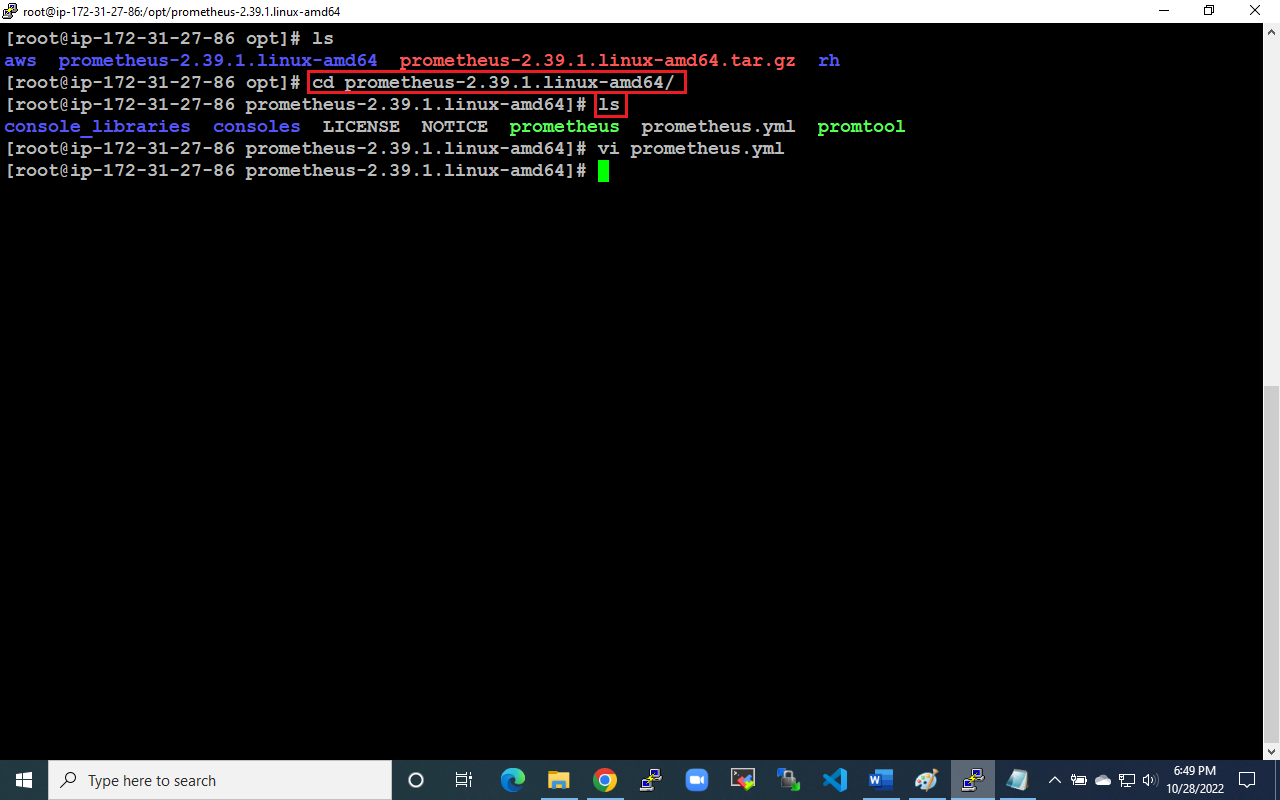 root@ip-172-31-27-86:/opt/prometheus-2.39.1.linux-amd64
[root@ip-172-31-27-86 opt]# ls
aws  prometheus-2.39.1.linux-amd64  prometheus-2.39.1.linux-amd64.tar.gz  rh
[root@ip-172-31-27-86 opt]# cd prometheus-2.39.1.linux-amd64/
[root@ip-172-31-27-86 prometheus-2.39.1.linux-amd64]# ls
console_libraries  consoles  LICENSE  NOTICE  prometheus  prometheus.yml  promtool
[root@ip-172-31-27-86 prometheus-2.39.1.linux-amd64]# vi prometheus.yml
[root@ip-172-31-27-86 prometheus-2.39.1.linux-amd64]#
Type here to search
6:49 PM
10/28/2022